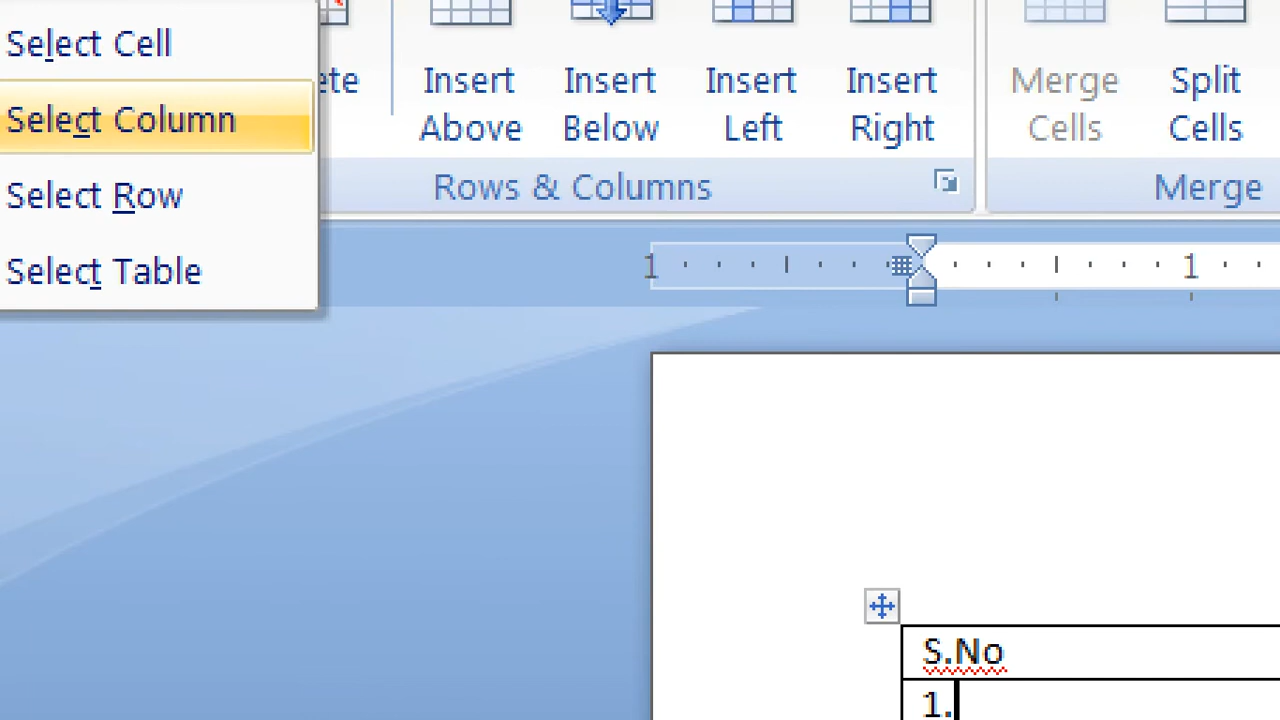 Select Cell
Select Column
Select Row
Select Table
ete
Insert Above
Insert Below
Insert Left
Insert Right
Rows & Columns
Merge Cells
Split Cells
Merge
1
1
S.No
1.